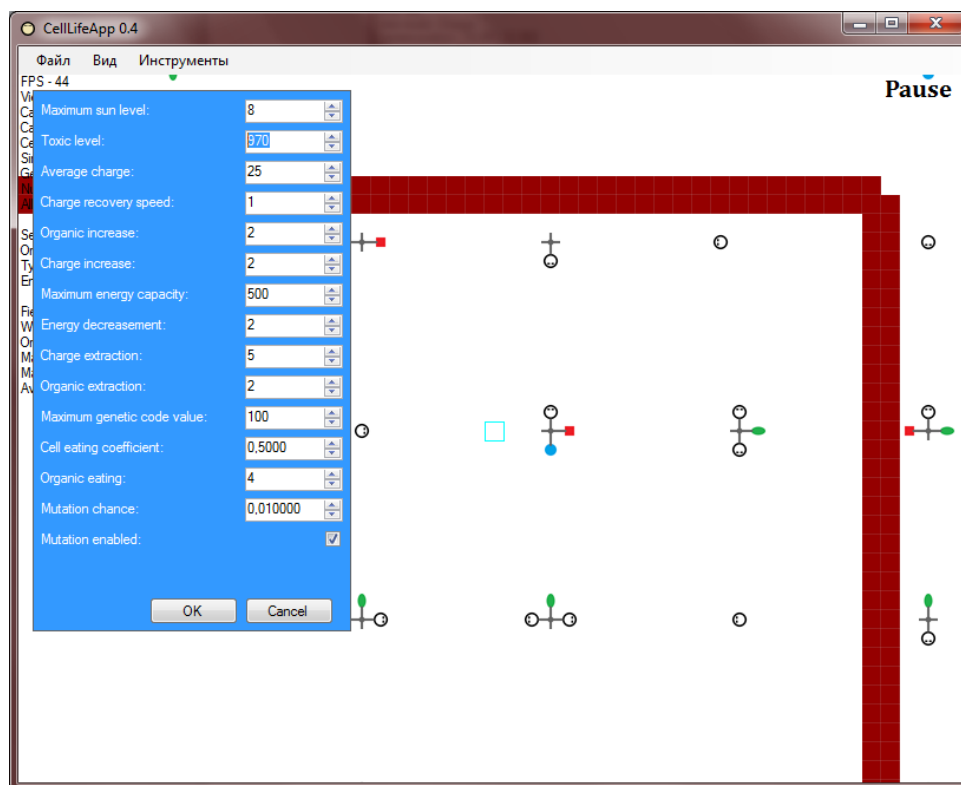 CellLifeApp 0.4
Файл Вид Инструменты
FPS - 44
Pause
Maximum sun level: 8
Toxic level: 970
Average charge: 25
Charge recovery speed: 1
Organic increase: 2
Charge increase: 2
Maximum energy capacity: 500
Energy decreasement: 2
Charge extraction: 5
Organic extraction: 2
Maximum genetic code value: 100
Cell eating coefficient: 0,5000
Organic eating: 4
Mutation chance: 0,010000
Mutation enabled:
OK Cancel